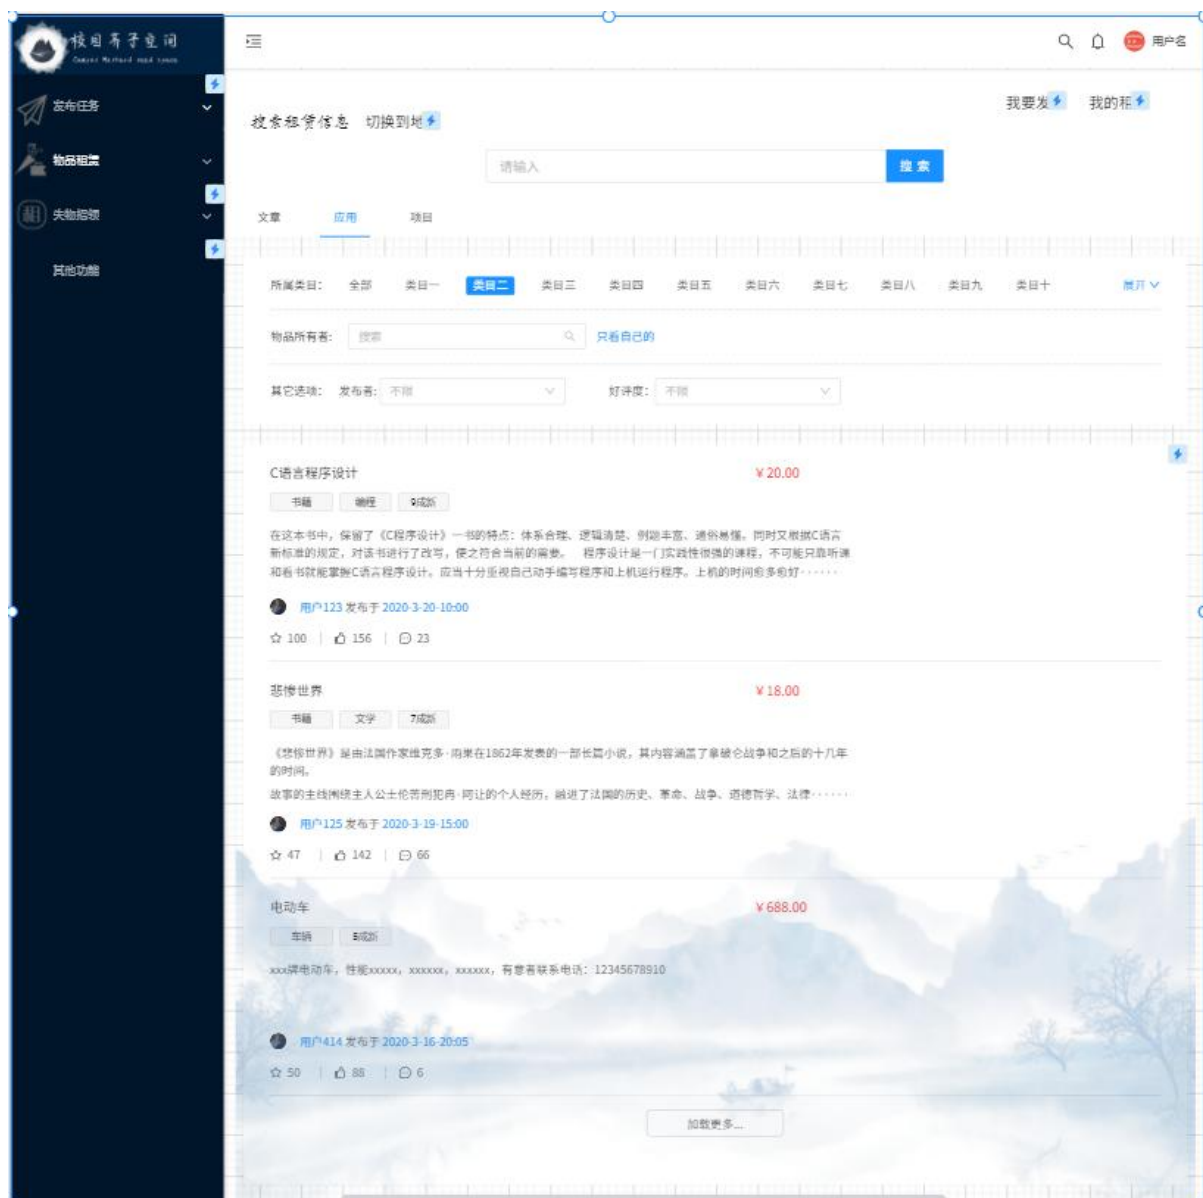 校园芥子空间
用户名
发布任务
物品租赁
失物指领
其他功能
我要发
我的租
搜索租赁信息 切换到地
请输入
搜索
文章 应用 项目
所属类目： 全部 类目一 类目二 类目三 类目四 类目五 类目六 类目七 类目八 类目九 类目十 展开
物品所有者： 搜索 只看自己的
其它选项： 发布者: 不限 好评度： 不限
C语言程序设计 ￥20.00
书籍 编程 9成新
在这本书中，保留了《C程序设计》一书的特点：体系合理、逻辑清楚、例题丰富、通俗易懂。同时又根据C语言
新标准的规定，对该书进行了改写，使之符合当前的需要。 程序设计是一门实践性很强的课程，不可能只靠听课
和看书就能掌握C语言程序设计。应当十分重视自己动手编写程序和上机运行程序。上机的时间愈多愈好······
用户123 发布于 2020-3-20-10:00
100 156 23
悲惨世界 ￥18.00
书籍 文学 7成新
《悲惨世界》是由法国作家维克多·雨果在1862年发表的一部长篇小说，其内容涵盖了拿破仑战争和之后的十几年
的时间。
故事的主线围绕主人公土伦苦刑犯冉·阿让的个人经历，融进了法国的历史、革命、战争、道德哲学、法律······
用户125 发布于 2020-3-19-15:00
47 142 66
电动车 ￥688.00
车辆 5成新
xxx牌电动车，性能xxxxx，xxxxxx，xxxxxx，有意者联系电话：12345678910
用户414 发布于 2020-3-16-20:05
50 88 6
加载更多...